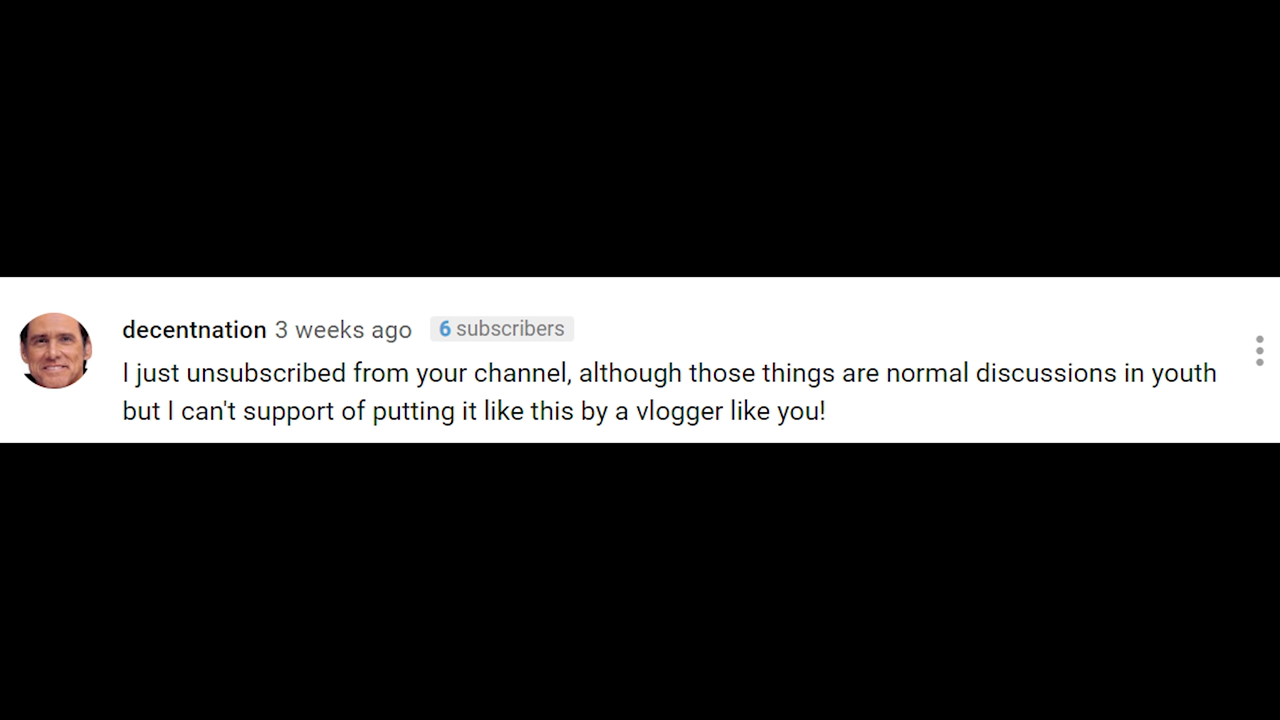 decentnation 3 weeks ago 6 subscribers
I just unsubscribed from your channel, although those things are normal discussions in youth
but I can't support of putting it like this by a vlogger like you!